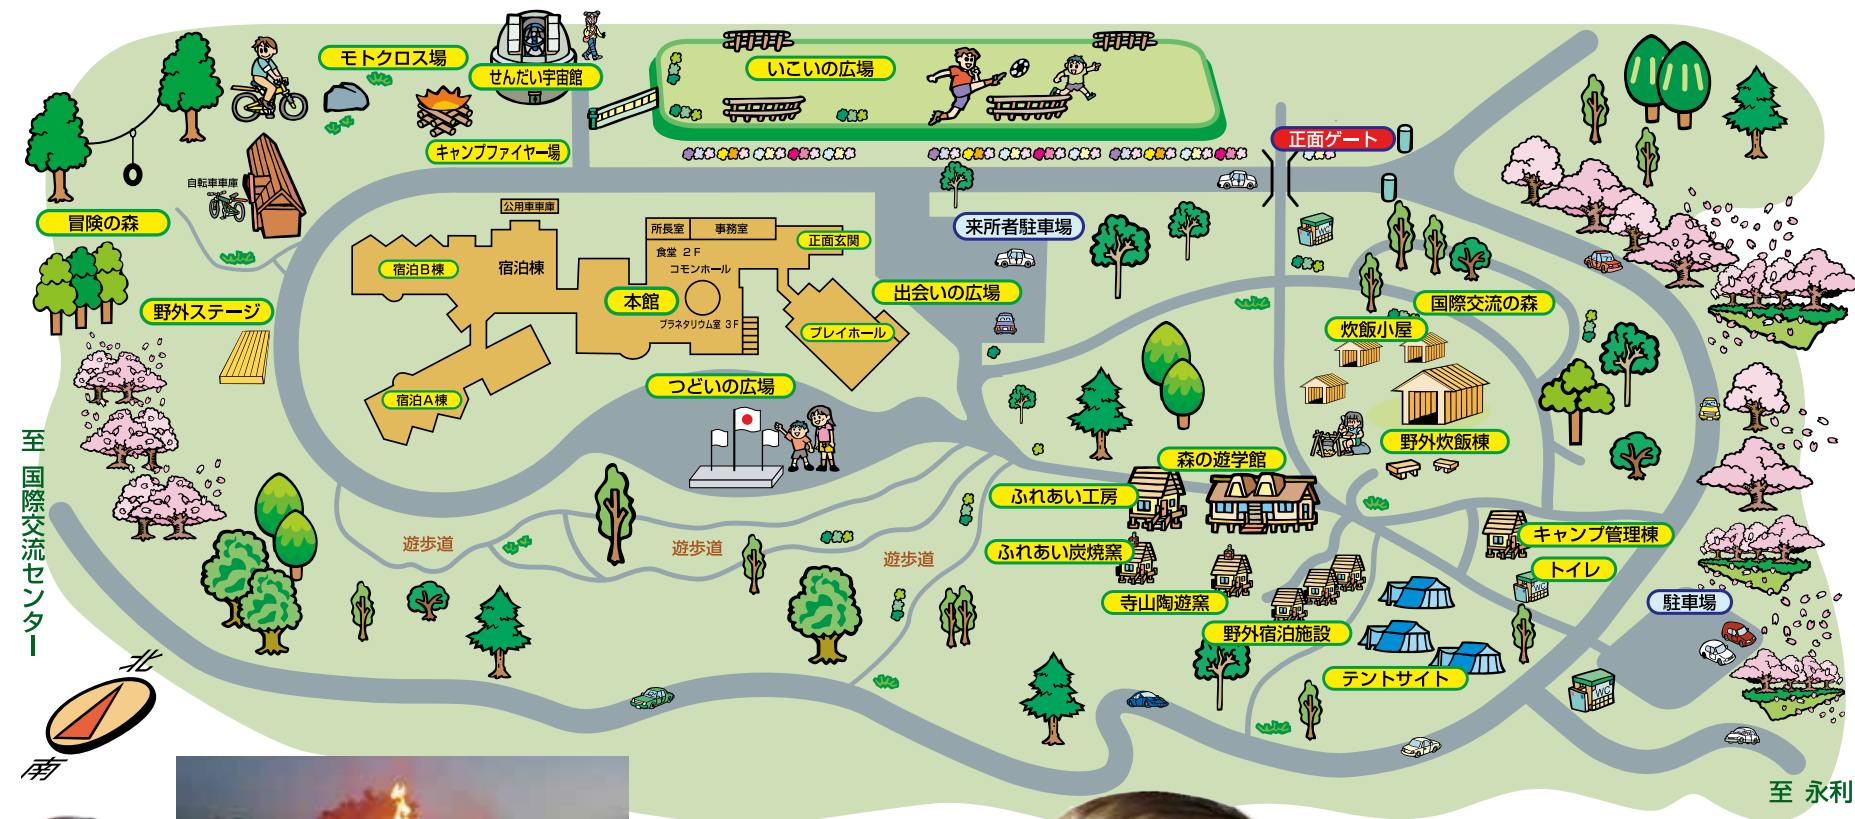 モトクロス場
せんだい宇宙館
いこいの広場
キャンプファイヤー場
正面ゲート
自転車車庫
冒険の森
公用車車庫
所長室
事務室
正面玄関
来所者駐車場
食堂 2F
コモンホール
宿泊B棟
宿泊棟
本館
プラネタリウム室 3F
プレイホール
出会いの広場
国際交流の森
炊飯小屋
野外ステージ
つどいの広場
宿泊A棟
野外炊飯棟
森の遊学館
ふれあい工房
ふれあい炭焼窯
寺山陶遊窯
野外宿泊施設
キャンプ管理棟
トイレ
WC
WC
WC
駐車場
テントサイト
遊歩道
遊歩道
遊歩道
至 国際交流センター
北
南
至 永利